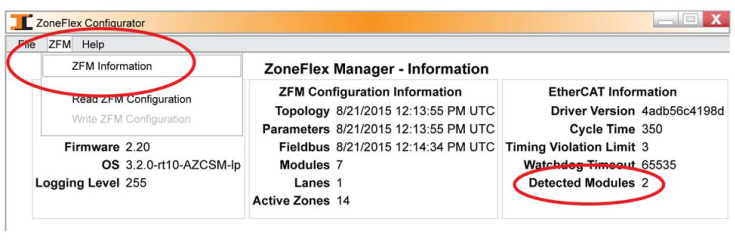 ZoneFlex Configurator
X
File ZFM Help
ZFM Information
Read ZFM Configuration
Write ZFM Configuration
Firmware 2.20
OS 3.2.0-rt10-AZCSM-lp
Logging Level 255
ZoneFlex Manager - Information
ZFM Configuration Information
Topology 8/21/2015 12:13:55 PM UTC
Parameters 8/21/2015 12:13:55 PM UTC
Fieldbus 8/21/2015 12:14:34 PM UTC
Modules 7
Lanes 1
Active Zones 14
EtherCAT Information
Driver Version 4adb56c4198d
Cycle Time 350
Timing Violation Limit 3
Watchdog Timeout 65535
Detected Modules 2